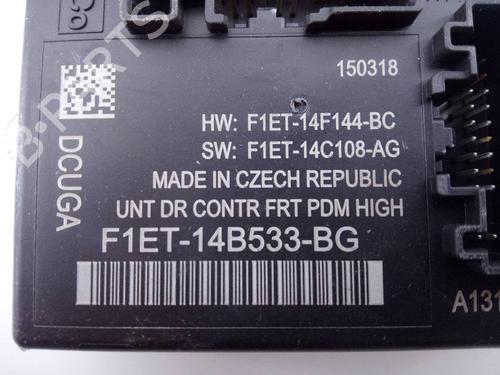 150318
HW: F1ET-14F144-BC
SW: F1ET-14C108-AG
MADE IN CZECH REPUBLIC
UNT DR CONTR FRT PDM HIGH
F1ET-14B533-BG
DCUGA
A131
B-PARTS